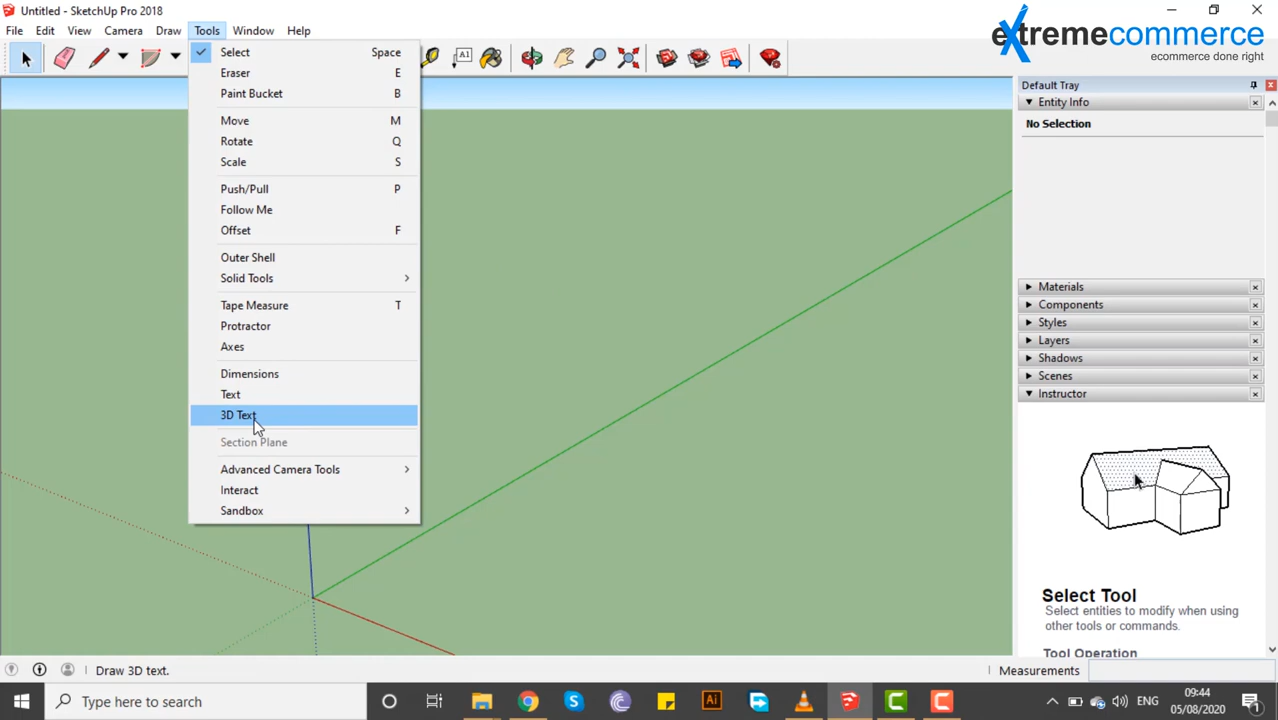 Untitled - SketchUp Pro 2018
File Edit View Camera Draw Tools Window Help
extremecommerce
ecommerce done right
Select Space
Eraser E
Paint Bucket B
Move M
Rotate Q
Scale S
Push/Pull P
Follow Me
Offset F
Outer Shell
Solid Tools
Tape Measure T
Protractor
Axes
Dimensions
Text
3D Text
Section Plane
Advanced Camera Tools
Interact
Sandbox
A1
Default Tray
Entity Info
No Selection
Materials
Components
Styles
Layers
Shadows
Scenes
Instructor
Select Tool
Select entities to modify when using
other tools or commands.
Tool Operation
Draw 3D text.
Measurements
Type here to search
Ai
ENG
09:44
05/08/2020
1